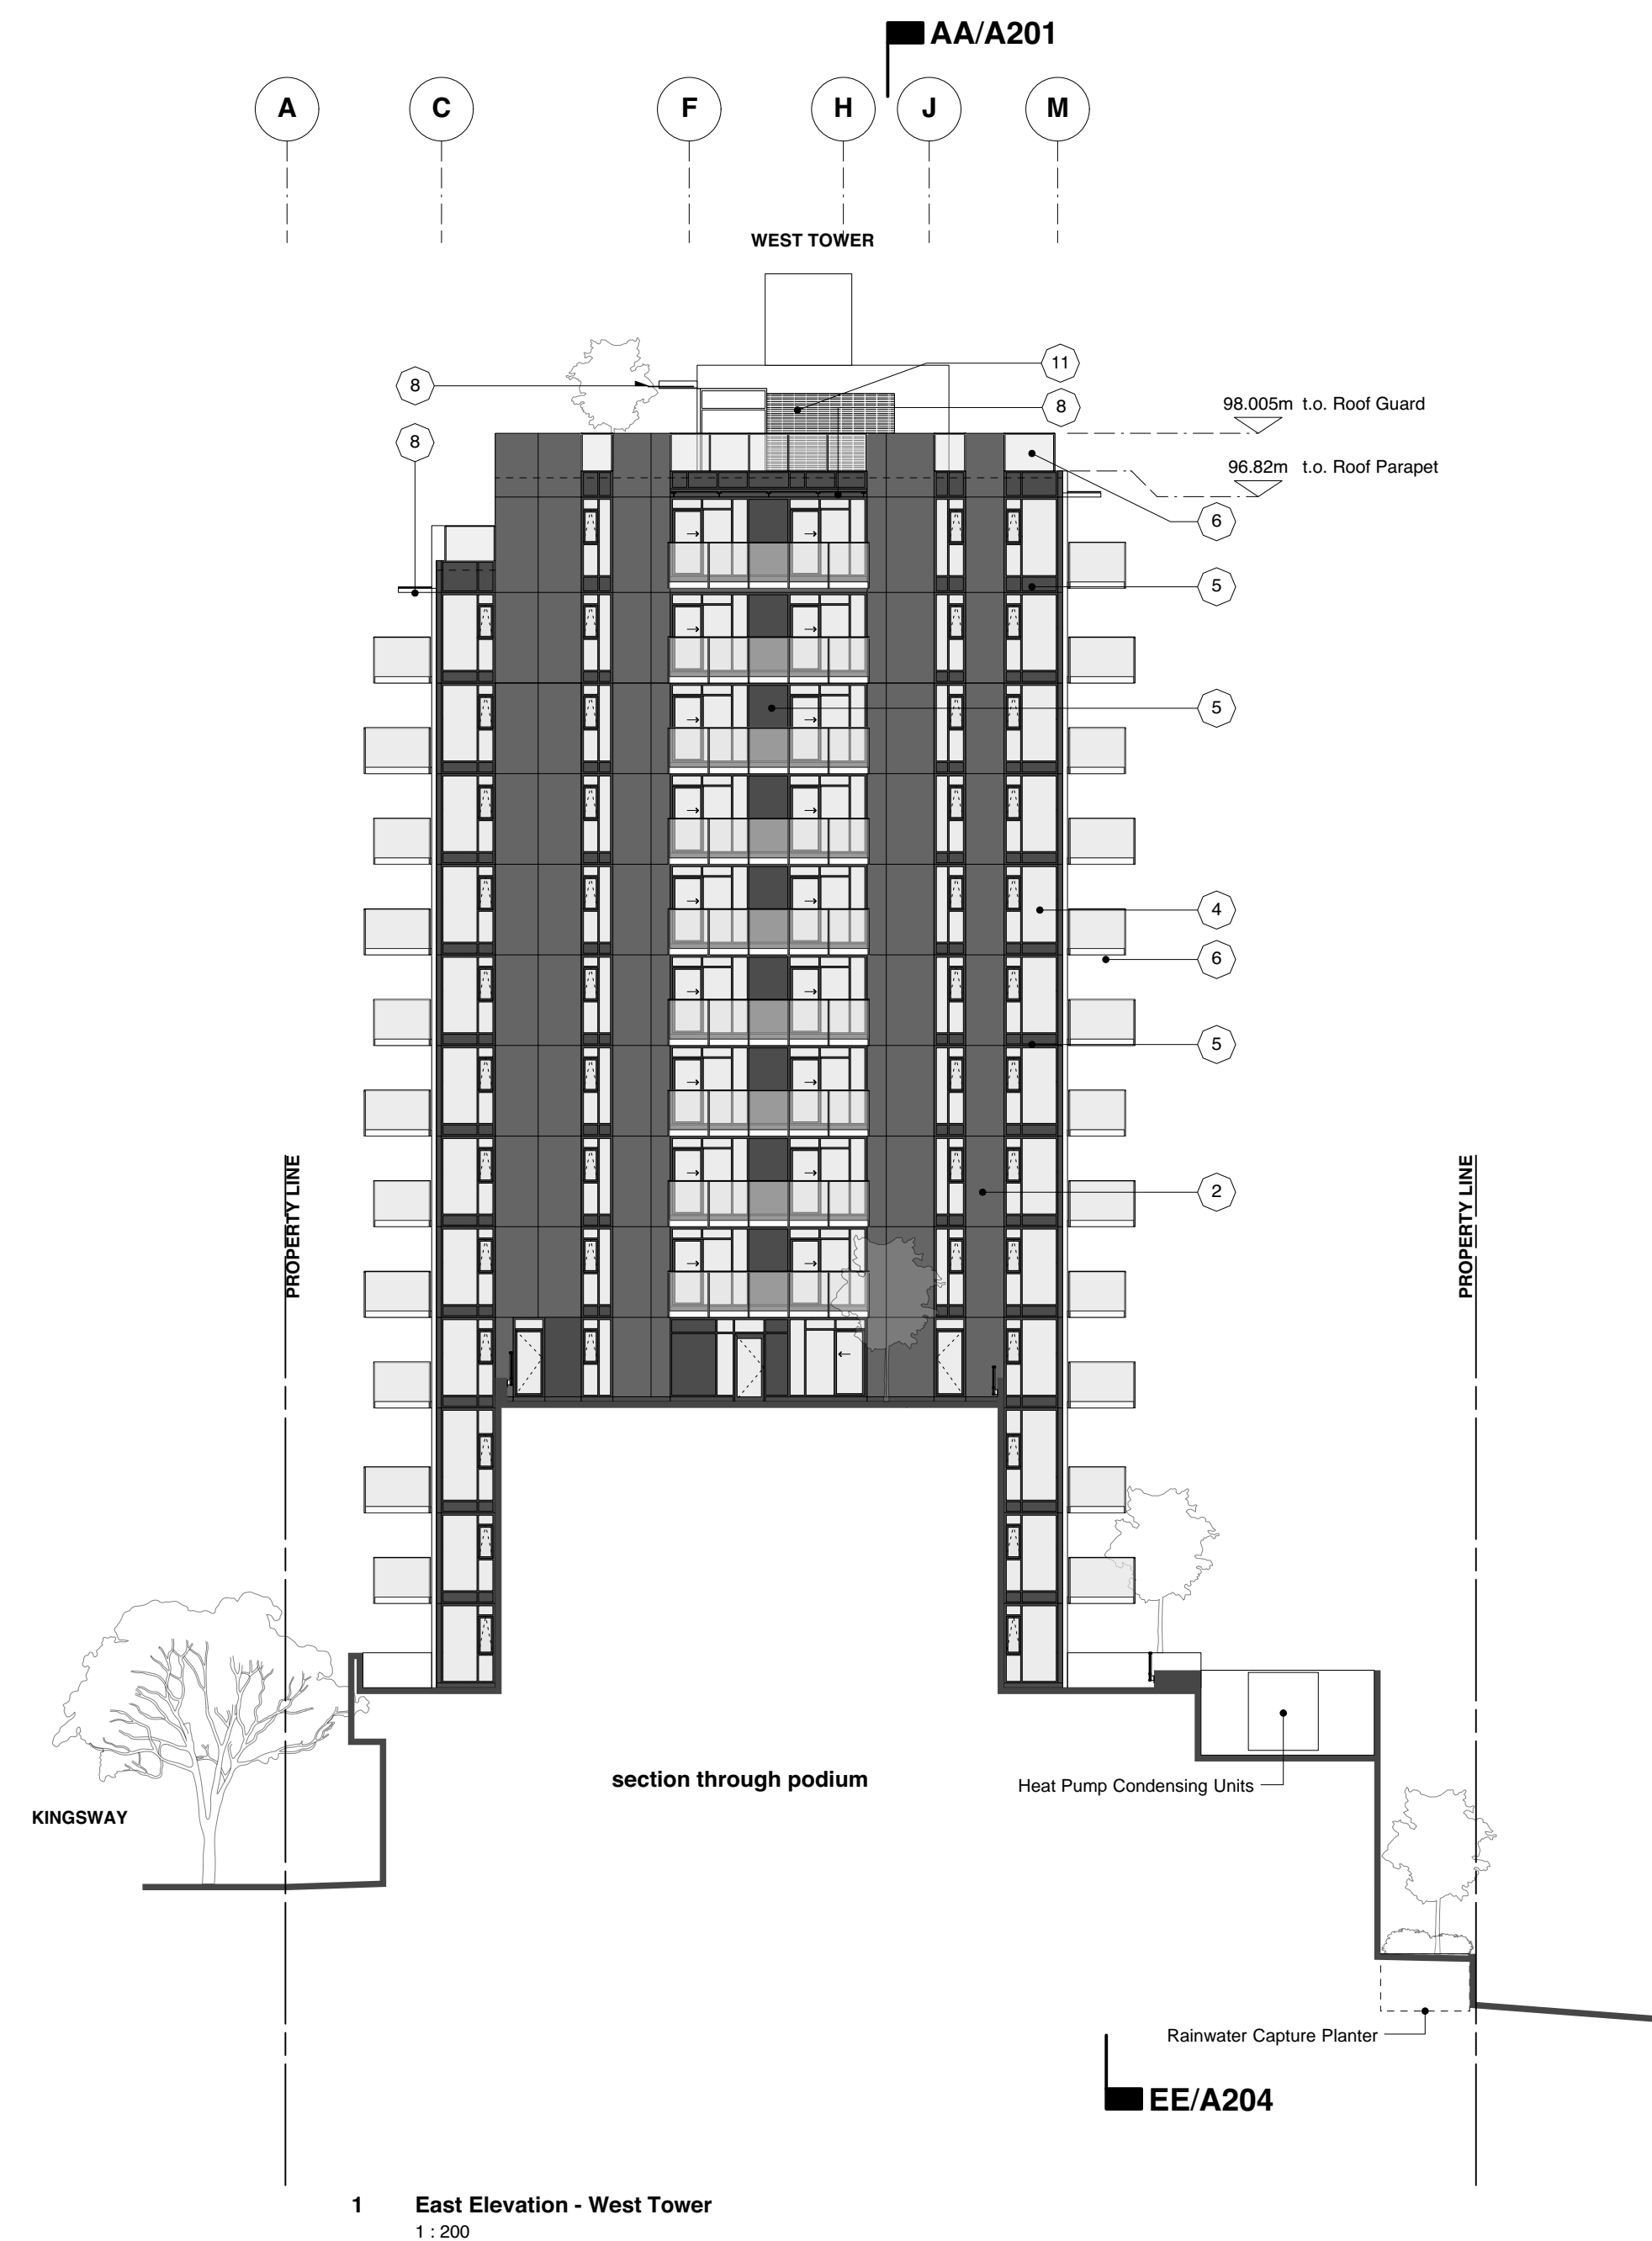 AA/A201
A C F H J M
WEST TOWER
11
8
8
98.005m t.o. Roof Guard
8
96.82m t.o. Roof Parapet
6
5
5
4
6
5
PROPERTY LINE
PROPERTY LINE
2
section through podium
Heat Pump Condensing Units
KINGSWAY
Rainwater Capture Planter
EE/A204
1 East Elevation - West Tower
1 : 200